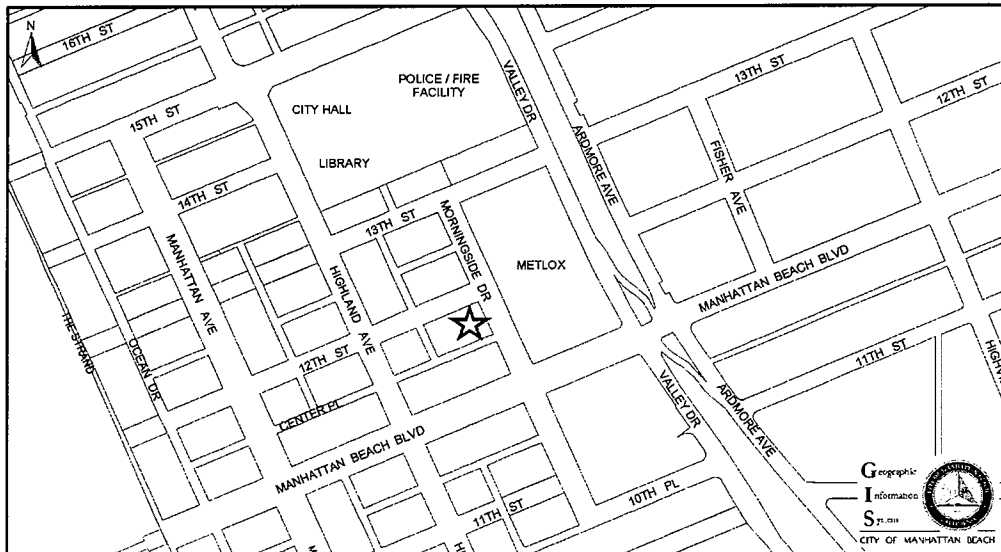 N
16TH ST
15TH ST
14TH ST
CITY HALL
LIBRARY
POLICE / FIRE
FACILITY
VALLEY DR
ARDMORE AVE
13TH ST
12TH ST
FISHER AVE
13TH ST
MORNINGSIDE DR
METLOX
MANHATTAN BEACH BLVD
MANHATTAN AVE
HIGHLAND AVE
THE STRAND
OCEAN DR
12TH ST
CENTER PL
MANHATTAN BEACH BLVD
11TH ST
VALLEY DR
ARDMORE AVE
11TH ST
10TH PL
Geographic
Information
System
CITY OF MANHATTAN BEACH